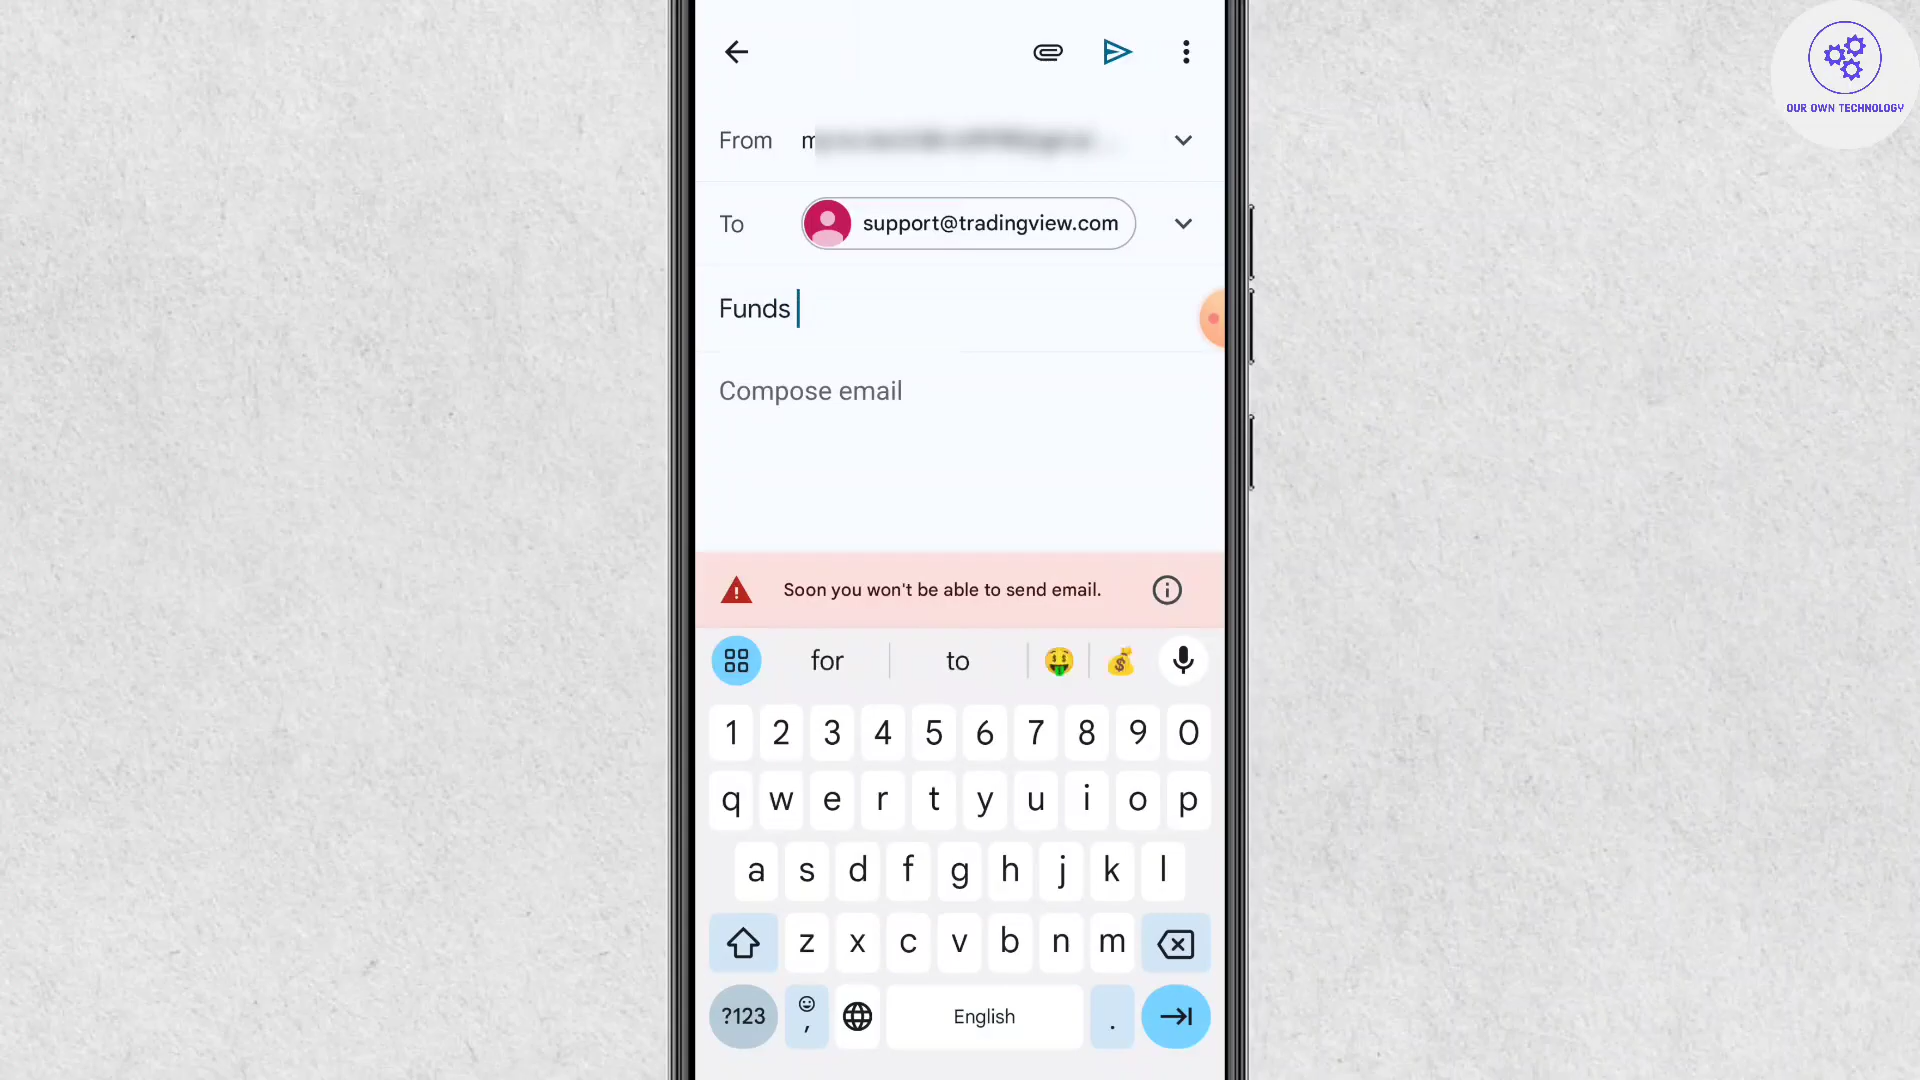 OUR OWN TECHNOLOGY
From m
To support@tradingview.com
Funds
Compose email
Soon you won't be able to send email.
for to
1 2 3 4 5 6 7 8 9 0
q w e r t y u i o p
a s d f g h j k l
z x c v b n m
?123 , English .